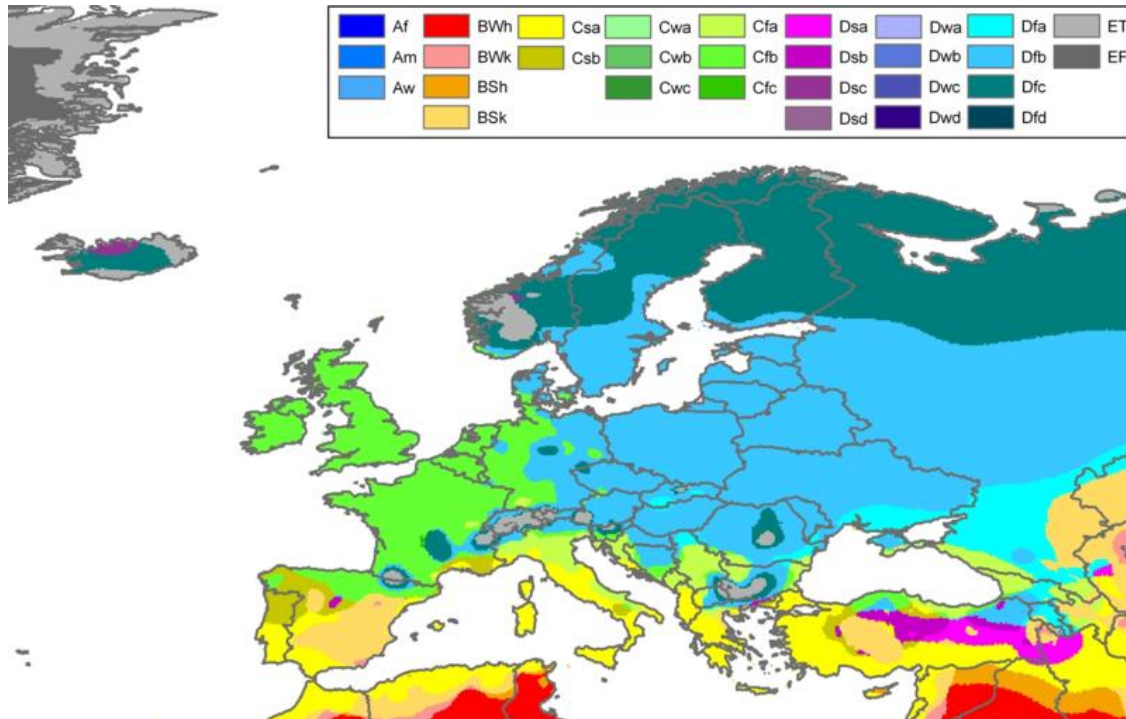 Af BWh Csa Cwa Cfa Dsa Dwa Dfa ET
Am BWk Csb Cwb Cfb Dsb Dwb Dfb EF
Aw BSh Cwc Cfc Dsc Dwc Dfc
BSk Dsd Dwd Dfd